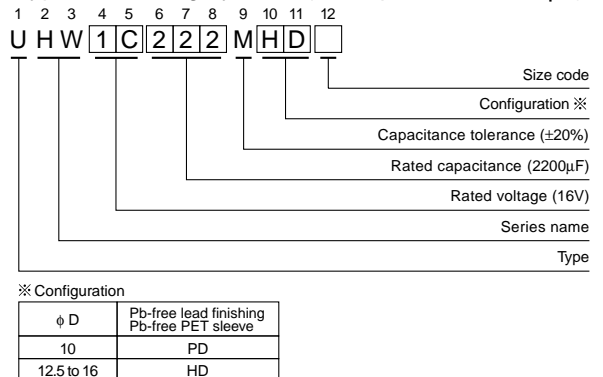 1 2 3 4 5 6 7 8 9 10 11 12
U H W 1 C 2 2 2 M H D
Size code
Configuration ※
Capacitance tolerance (±20%)
Rated capacitance (2200μF)
Rated voltage (16V)
Series name
Type
※ Configuration
ϕ D Pb-free lead finishing
Pb-free PET sleeve
10 PD
12.5 to 16 HD